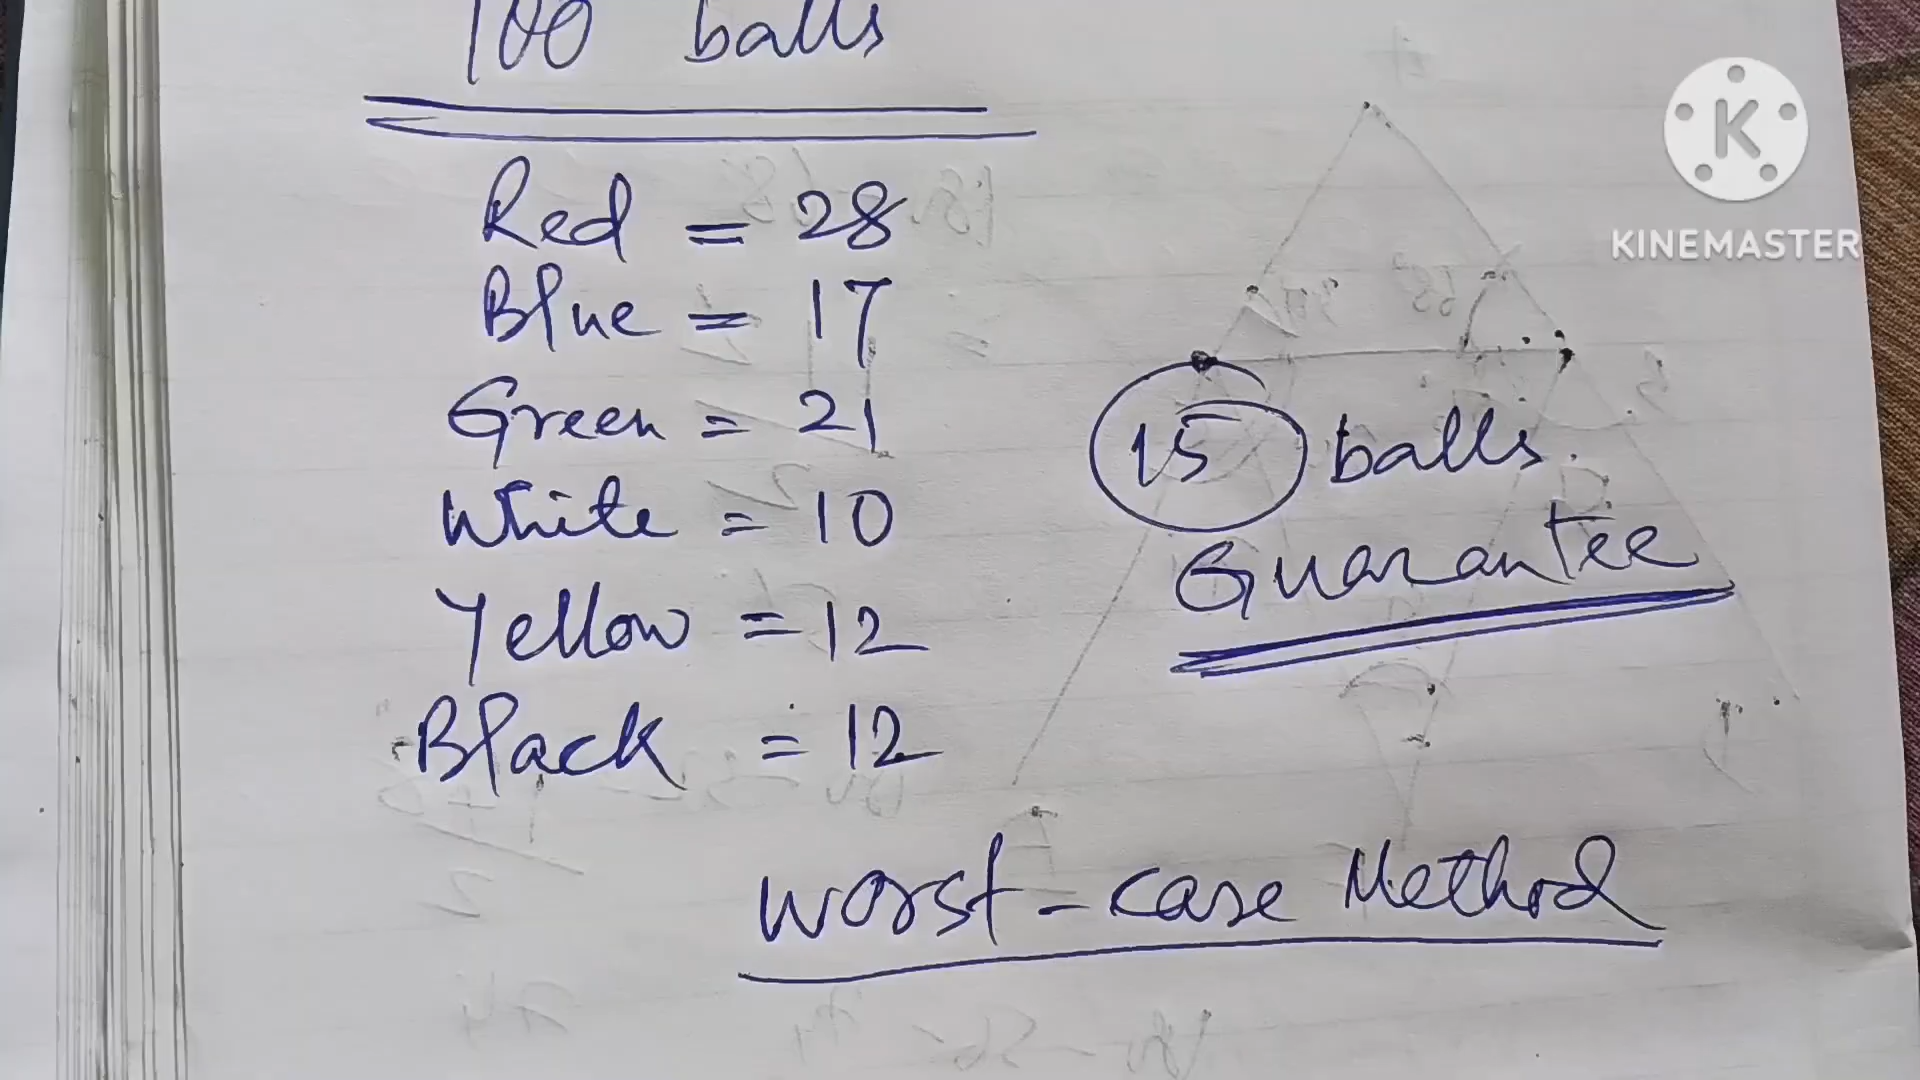 100 balls
Red = 28
Blue = 17
Green = 21
White = 10
Yellow = 12
Black = 12
15 balls.
Guarantee
worst-case Method
KINEMASTER